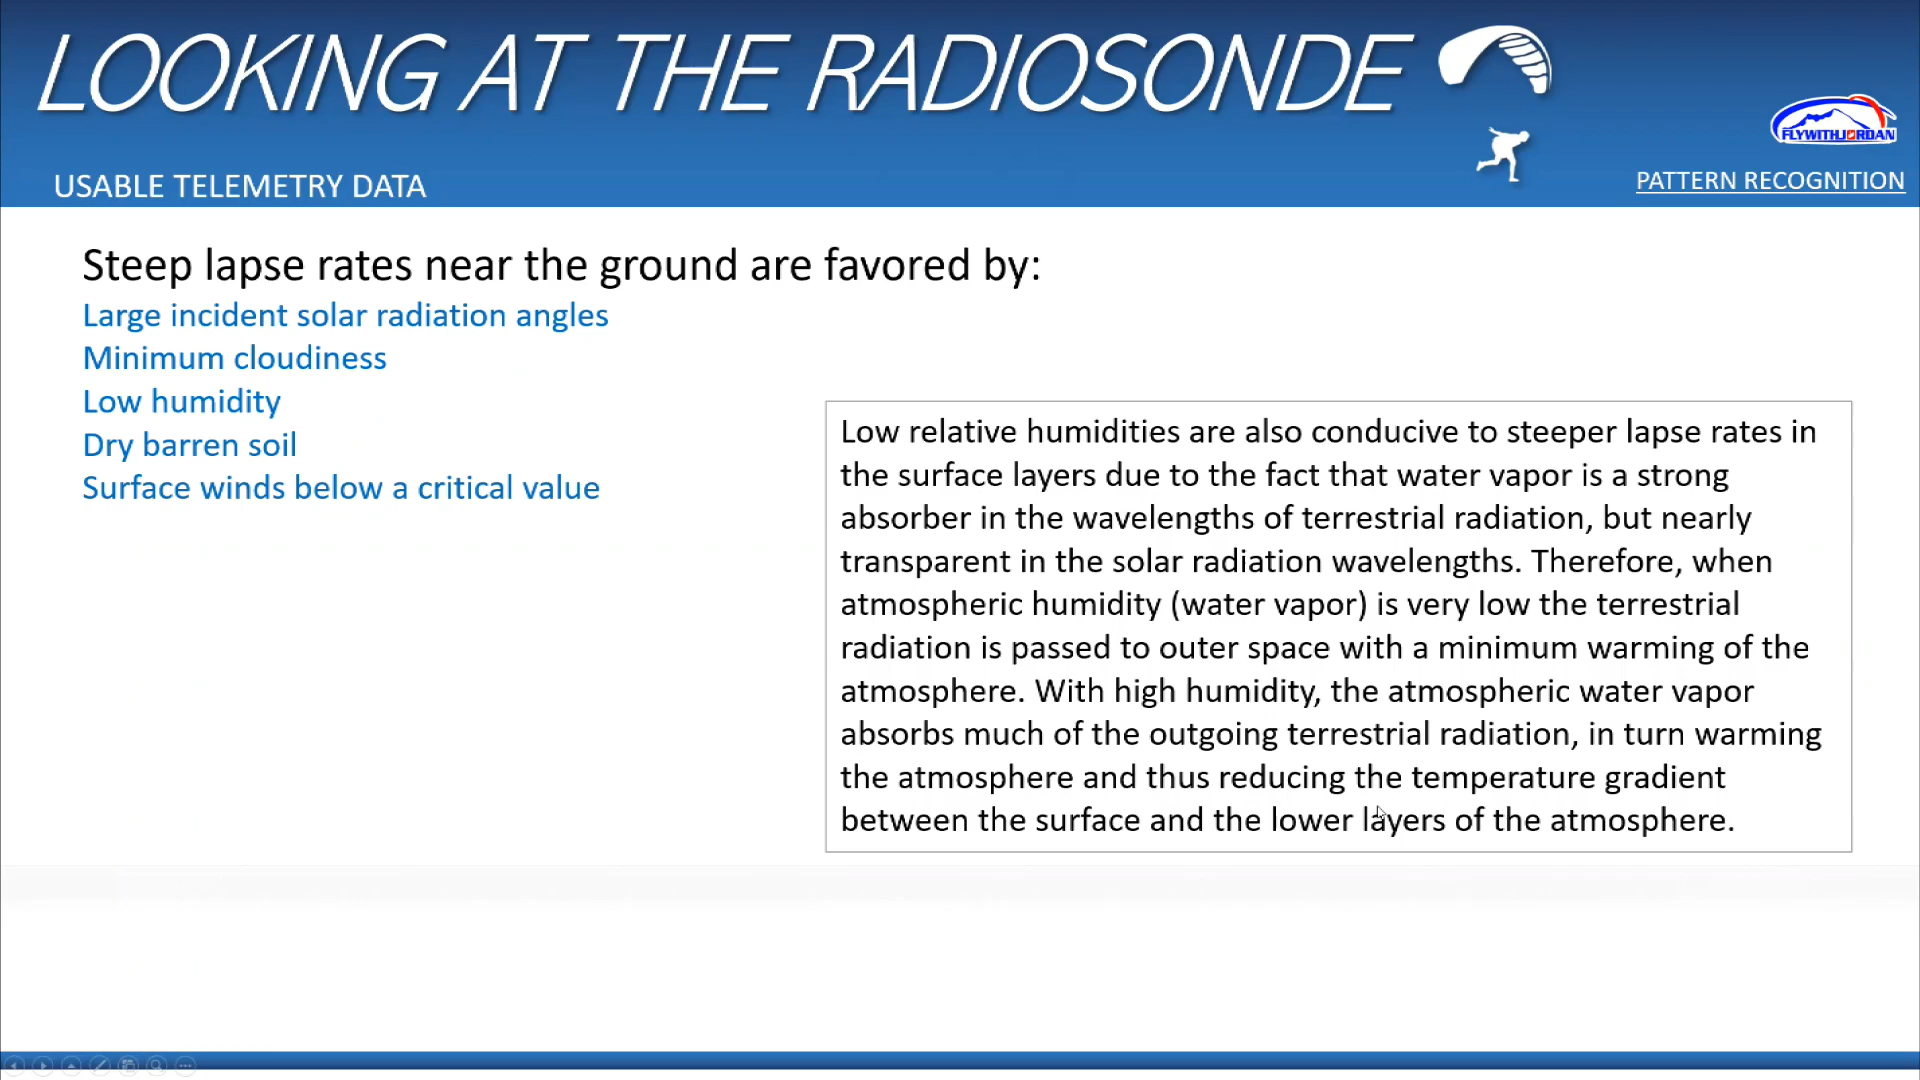 LOOKING AT THE RADIOSONDE
FLYWITHJORDAN
USABLE TELEMETRY DATA
PATTERN RECOGNITION
Steep lapse rates near the ground are favored by:
Large incident solar radiation angles
Minimum cloudiness
Low humidity
Dry barren soil
Surface winds below a critical value
Low relative humidities are also conducive to steeper lapse rates in
the surface layers due to the fact that water vapor is a strong
absorber in the wavelengths of terrestrial radiation, but nearly
transparent in the solar radiation wavelengths. Therefore, when
atmospheric humidity (water vapor) is very low the terrestrial
radiation is passed to outer space with a minimum warming of the
atmosphere. With high humidity, the atmospheric water vapor
absorbs much of the outgoing terrestrial radiation, in turn warming
the atmosphere and thus reducing the temperature gradient
between the surface and the lower layers of the atmosphere.